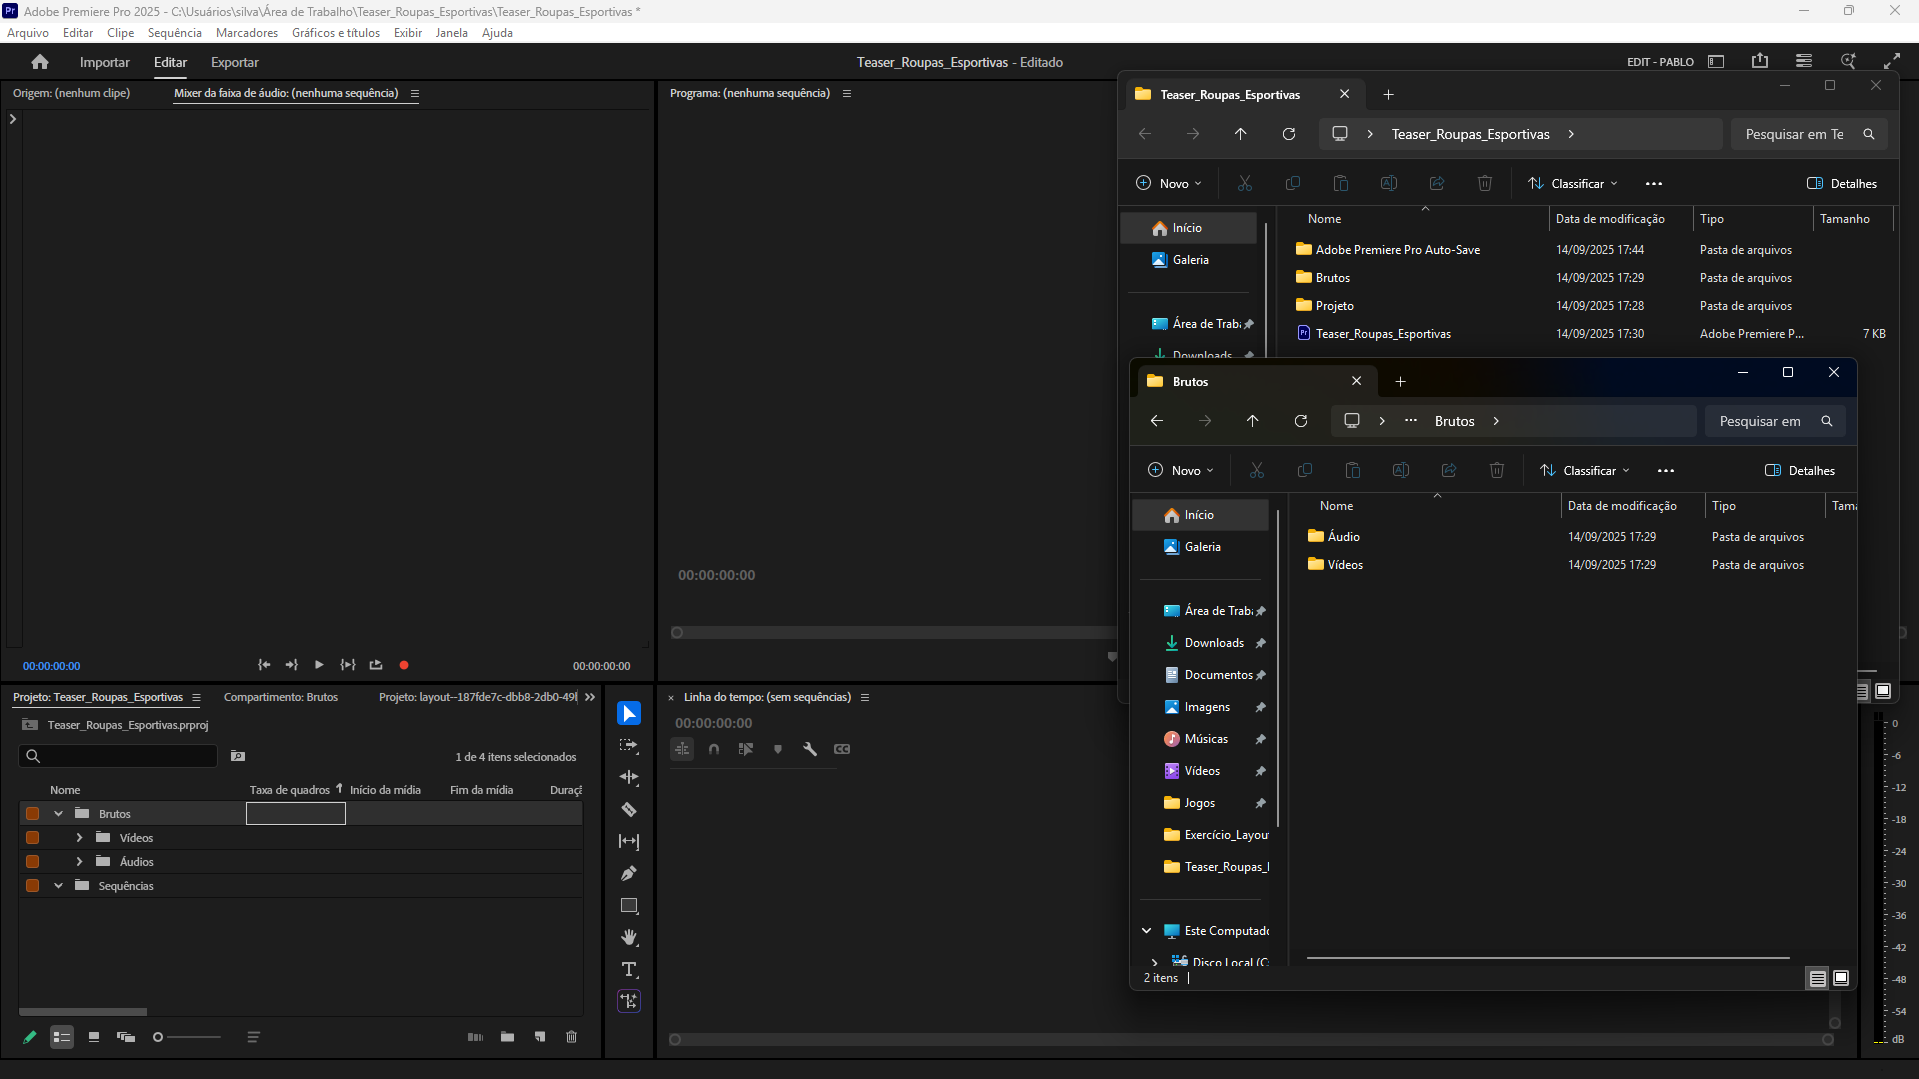 Adobe Premiere Pro 2025 - C:\Usuários\silva\Área de Trabalho\Teaser_Roupas_Esportivas\Teaser_Roupas_Esportivas *
Arquivo Editar Clipe Sequência Marcadores Gráficos e títulos Exibir Janela Ajuda
Importar Editar Exportar
Teaser_Roupas_Esportivas - Editado
EDIT - PABLO
Origem: (nenhum clipe)
Mixer da faixa de áudio: (nenhuma sequência)
Programa: (nenhuma sequência)
00:00:00:00
00:00:00:00
00:00:00:00
Teaser_Roupas_Esportivas
Teaser_Roupas_Esportivas
Pesquisar em Te
Novo
Classificar
Detalhes
Início
Galeria
Área de Trab
Downloads
Nome Data de modificação Tipo Tamanho
Adobe Premiere Pro Auto-Save 14/09/2025 17:44 Pasta de arquivos
Brutos 14/09/2025 17:29 Pasta de arquivos
Projeto 14/09/2025 17:28 Pasta de arquivos
Teaser_Roupas_Esportivas 14/09/2025 17:30 Adobe Premiere P... 7 KB
Brutos
Brutos
Pesquisar em
Novo
Classificar
Detalhes
Início
Galeria
Área de Trab
Downloads
Documentos
Imagens
Músicas
Vídeos
Jogos
Exercício_Layou
Teaser_Roupas_
Este Computad
Disco Local (C
Nome Data de modificação Tipo Tama
Áudio 14/09/2025 17:29 Pasta de arquivos
Vídeos 14/09/2025 17:29 Pasta de arquivos
2 itens
Projeto: Teaser_Roupas_Esportivas
Compartimento: Brutos
Projeto: layout--187fde7c-dbb8-2db0-49
Teaser_Roupas_Esportivas.prproj
1 de 4 itens selecionados
Nome Taxa de quadros Início da mídia Fim da mídia Duraç
Brutos
Vídeos
Áudios
Sequências
Linha do tempo: (sem sequências)
00:00:00:00
0
-6
-12
-18
-24
-30
-36
-42
-48
-54
dB